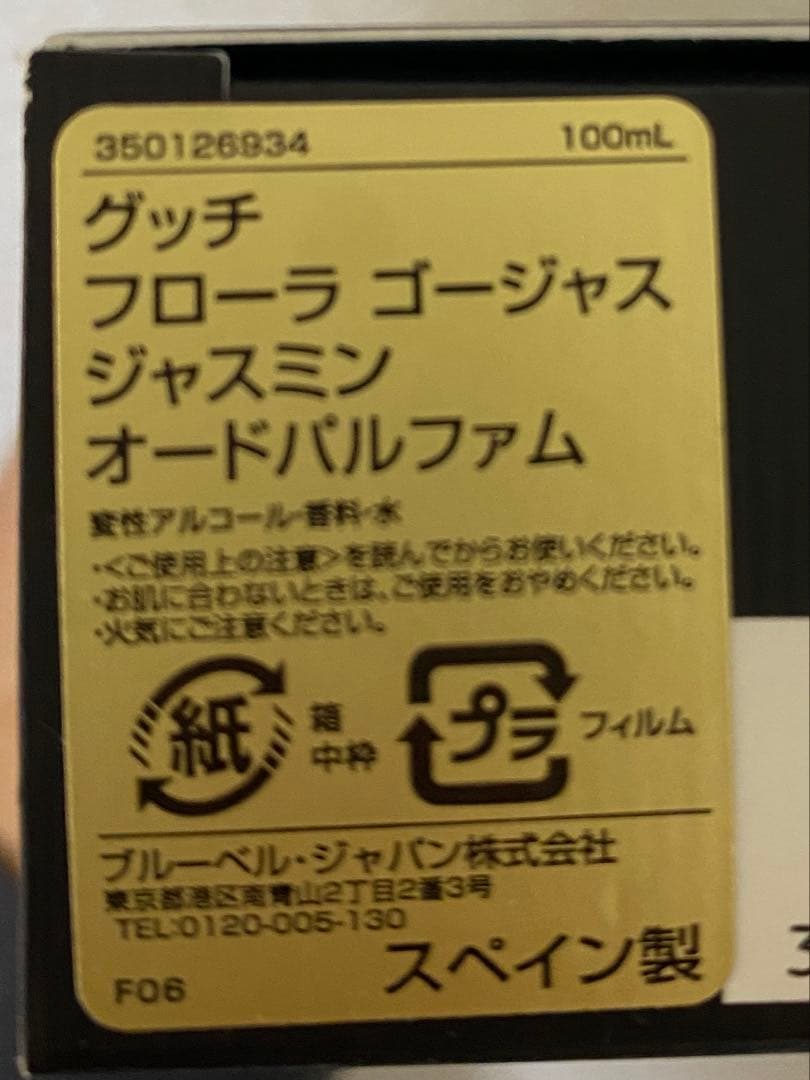 350126934 100mL
グッチ
フローラ ゴージャス
ジャスミン
オードパルファム
変性アルコール・香料・水
・<ご使用上の注意>を読んでからお使いください。
・お肌に合わないときは、ご使用をおやめください。
・火気にご注意ください。
紙 箱
中枠
プラ フィルム
ブルーベル・ジャパン株式会社
東京都港区南青山2丁目2番3号
TEL:0120-005-130
スペイン製
F06